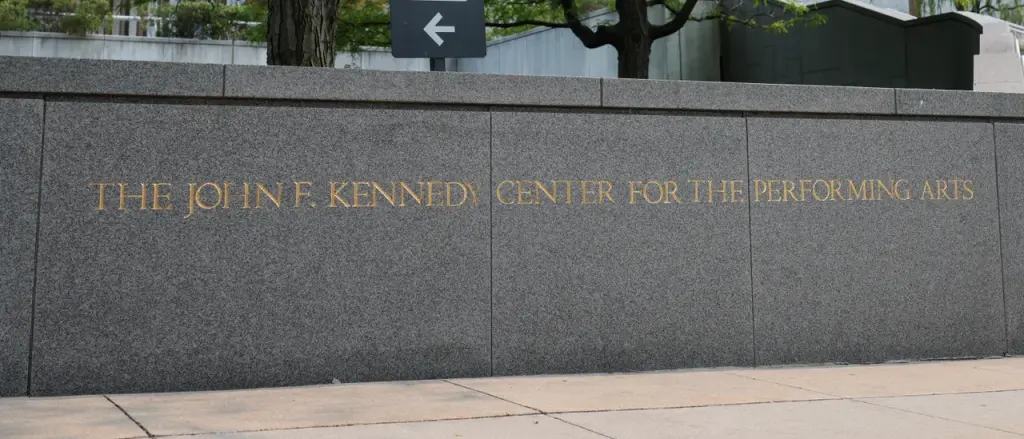 THE JOHN F. KENNEDY CENTER FOR THE PERFORMING ARTS